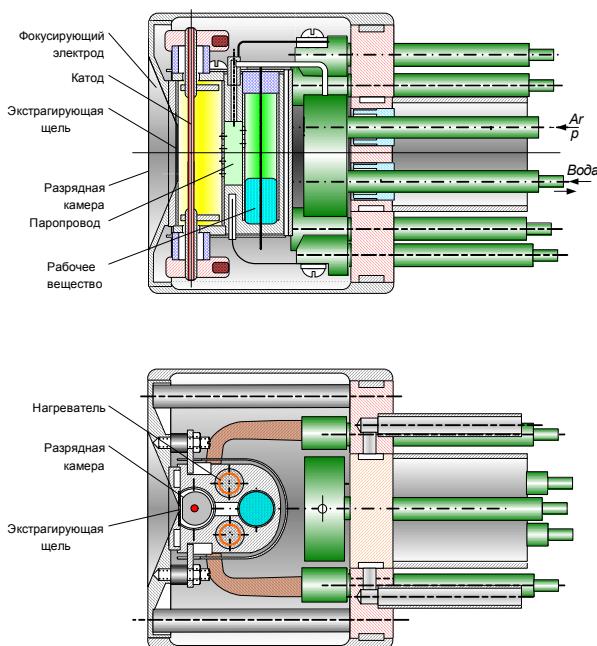 Фокусирующий
электрод
Катод
Экстрагирующая
щель
Разрядная
камера
Паропровод
Рабочее
вещество
Ar
p
Вода
Нагреватель
Разрядная
камера
Экстрагирующая
щель